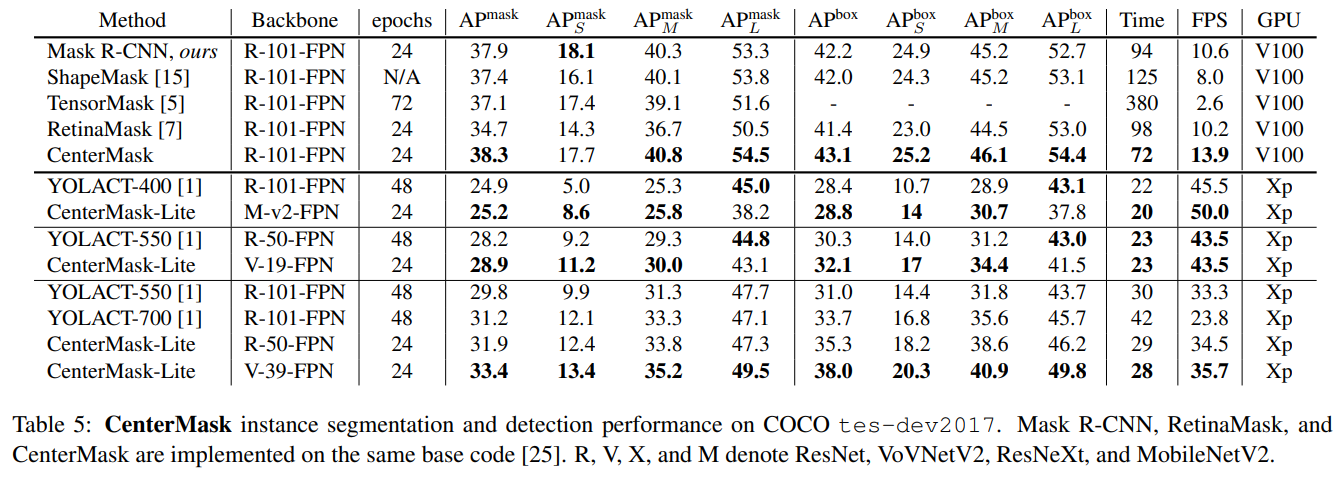 Method Backbone epochs AP^mask AP_S^mask AP_M^mask AP_L^mask AP^box AP_S^box AP_M^box AP_L^box Time FPS GPU
Mask R-CNN, ours R-101-FPN 24 37.9 18.1 40.3 53.3 42.2 24.9 45.2 52.7 94 10.6 V100
ShapeMask [15] R-101-FPN N/A 37.4 16.1 40.1 53.8 42.0 24.3 45.2 53.1 125 8.0 V100
TensorMask [5] R-101-FPN 72 37.1 17.4 39.1 51.6 - - - - 380 2.6 V100
RetinaMask [7] R-101-FPN 24 34.7 14.3 36.7 50.5 41.4 23.0 44.5 53.0 98 10.2 V100
CenterMask R-101-FPN 24 38.3 17.7 40.8 54.5 43.1 25.2 46.1 54.4 72 13.9 V100
YOLACT-400 [1] R-101-FPN 48 24.9 5.0 25.3 45.0 28.4 10.7 28.9 43.1 22 45.5 Xp
CenterMask-Lite M-v2-FPN 24 25.2 8.6 25.8 38.2 28.8 14 30.7 37.8 20 50.0 Xp
YOLACT-550 [1] R-50-FPN 48 28.2 9.2 29.3 44.8 30.3 14.0 31.2 43.0 23 43.5 Xp
CenterMask-Lite V-19-FPN 24 28.9 11.2 30.0 43.1 32.1 17 34.4 41.5 23 43.5 Xp
YOLACT-550 [1] R-101-FPN 48 29.8 9.9 31.3 47.7 31.0 14.4 31.8 43.7 30 33.3 Xp
YOLACT-700 [1] R-101-FPN 48 31.2 12.1 33.3 47.1 33.7 16.8 35.6 45.7 42 23.8 Xp
CenterMask-Lite R-50-FPN 24 31.9 12.4 33.8 47.3 35.3 18.2 38.6 46.2 29 34.5 Xp
CenterMask-Lite V-39-FPN 24 33.4 13.4 35.2 49.5 38.0 20.3 40.9 49.8 28 35.7 Xp
Table 5: CenterMask instance segmentation and detection performance on COCO tes-dev2017. Mask R-CNN, RetinaMask, and
CenterMask are implemented on the same base code [25]. R, V, X, and M denote ResNet, VoVNetV2, ResNeXt, and MobileNetV2.